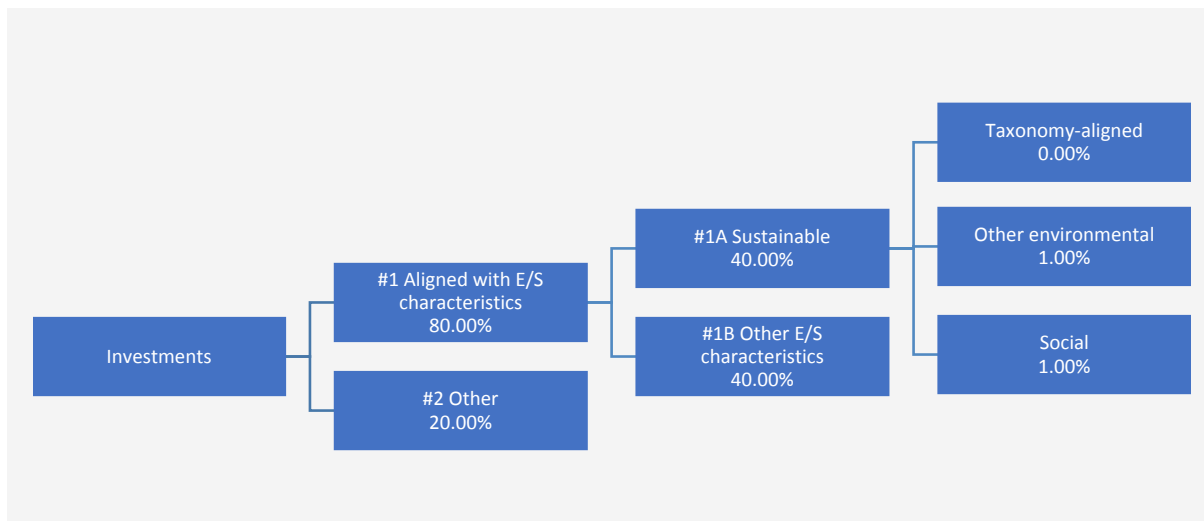 Investments
#1 Aligned with E/S
characteristics
80.00%
#2 Other
20.00%
#1A Sustainable
40.00%
#1B Other E/S
characteristics
40.00%
Taxonomy-aligned
0.00%
Other environmental
1.00%
Social
1.00%